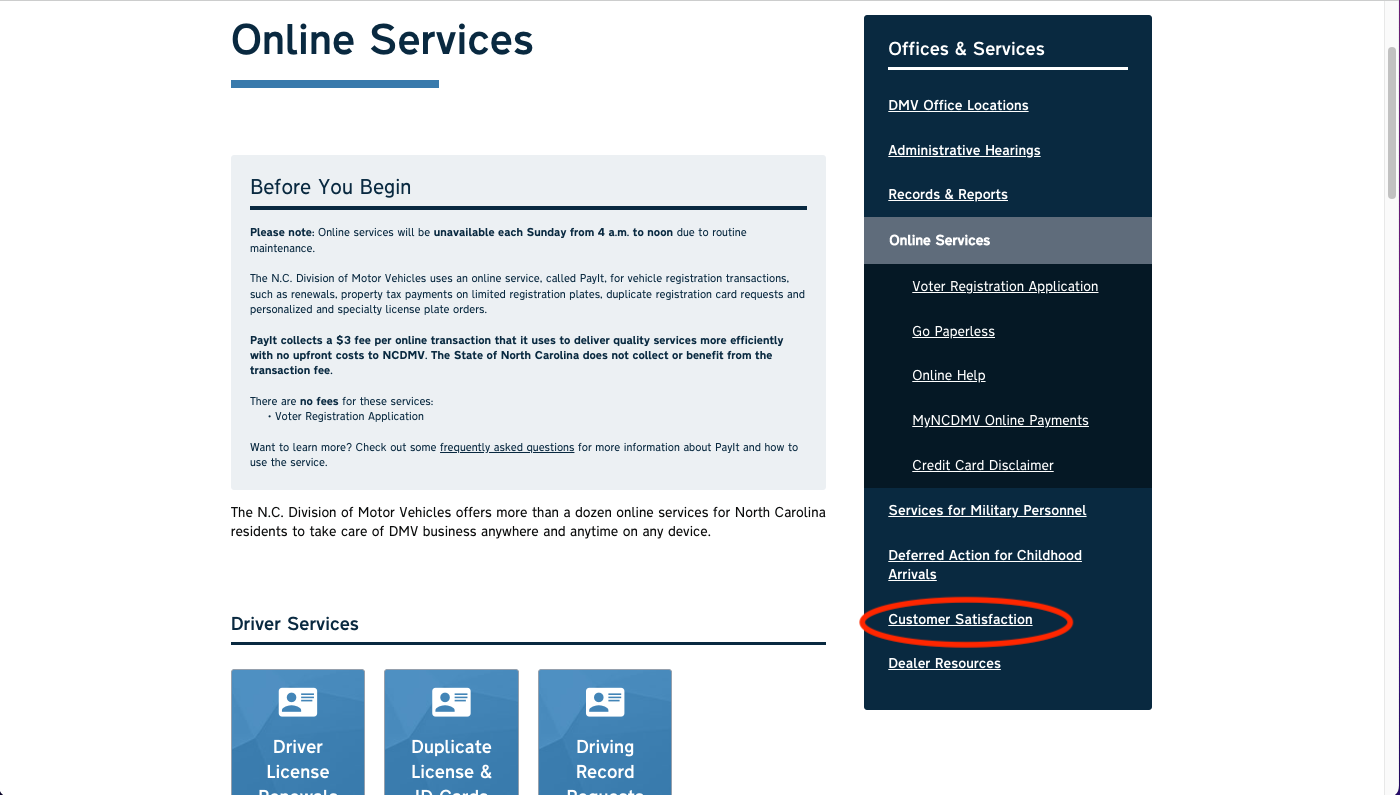 Online Services
Before You Begin
Please note: Online services will be unavailable each Sunday from 4 a.m. to noon due to routine
maintenance.
The N.C. Division of Motor Vehicles uses an online service, called PayIt, for vehicle registration transactions,
such as renewals, property tax payments on limited registration plates, duplicate registration card requests and
personalized and specialty license plate orders.
PayIt collects a $3 fee per online transaction that it uses to deliver quality services more efficiently
with no upfront costs to NCDMV. The State of North Carolina does not collect or benefit from the
transaction fee.
There are no fees for these services:
• Voter Registration Application
Want to learn more? Check out some frequently asked questions for more information about PayIt and how to
use the service.
The N.C. Division of Motor Vehicles offers more than a dozen online services for North Carolina
residents to take care of DMV business anywhere and anytime on any device.
Driver Services
Driver
License
Renewals
Duplicate
License &
ID Cards
Driving
Record
Requests
Offices & Services
DMV Office Locations
Administrative Hearings
Records & Reports
Online Services
Voter Registration Application
Go Paperless
Online Help
MyNCDMV Online Payments
Credit Card Disclaimer
Services for Military Personnel
Deferred Action for Childhood
Arrivals
Customer Satisfaction
Dealer Resources